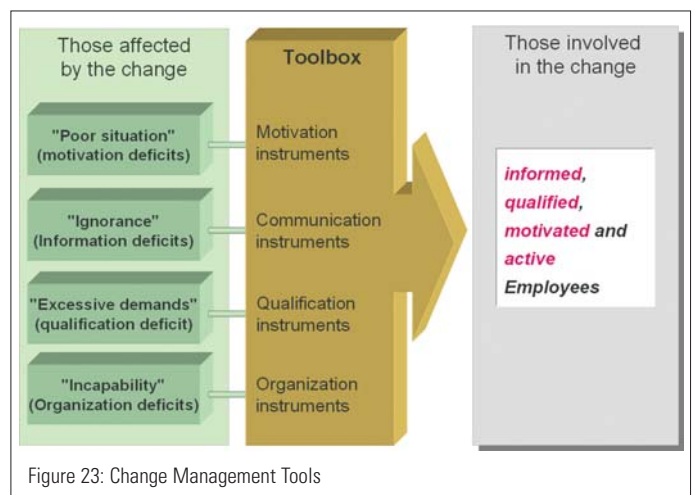 Those affected
by the change
"Poor situation"
(motivation deficits)
"Ignorance"
(Information deficits)
"Excessive demands"
(qualification deficit)
"Incapability"
(Organization deficits)
Toolbox
Motivation
instruments
Communication
instruments
Qualification
instruments
Organization
instruments
Those involved
in the change
informed,
qualified,
motivated and
active
Employees
Figure 23: Change Management Tools